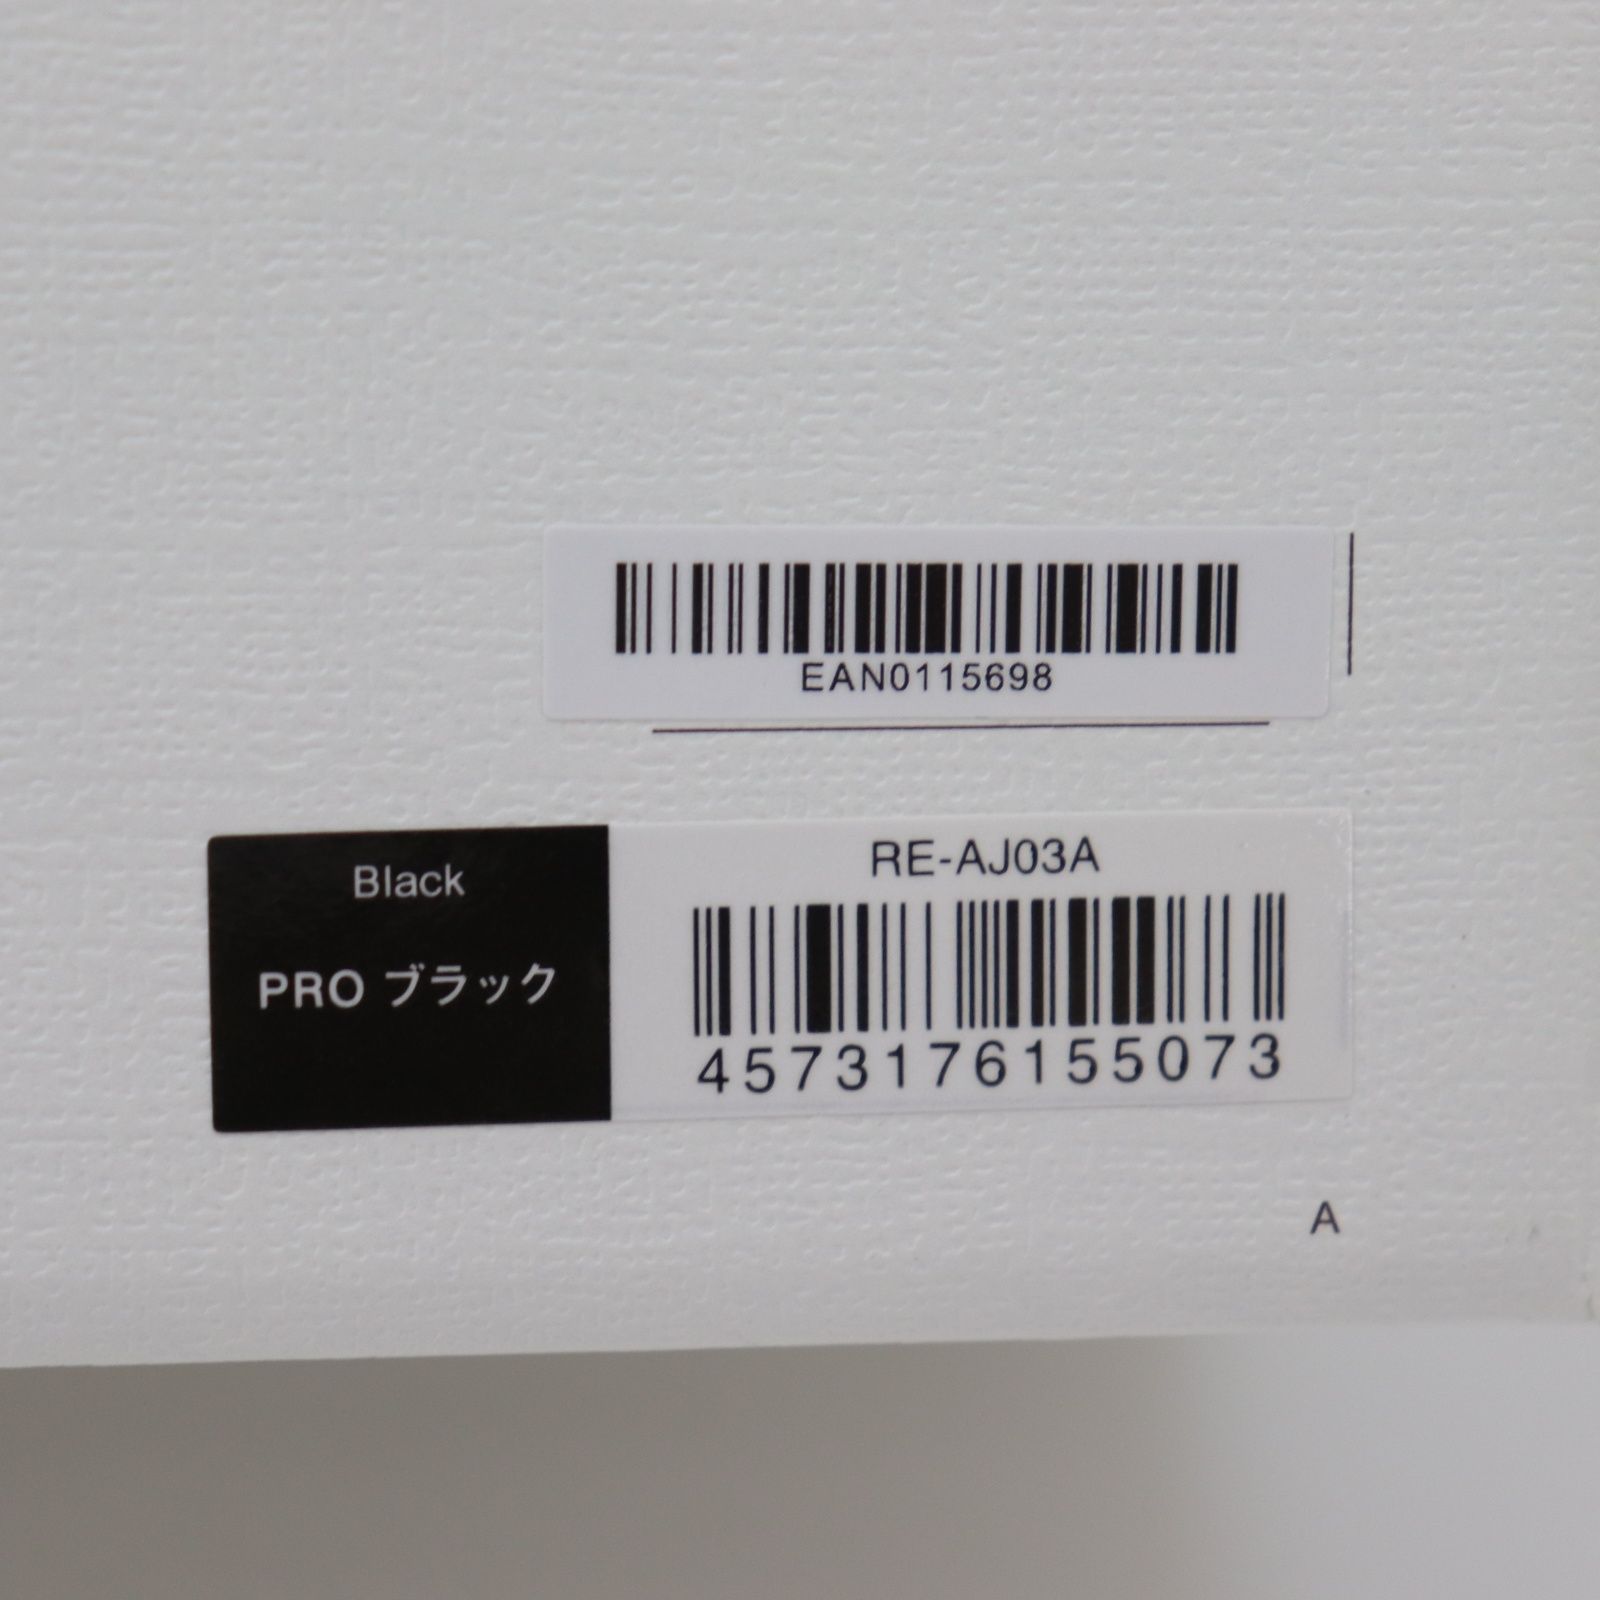 EAN0115698
Black
PRO ブラック
RE-AJ03A
4573176155073
A